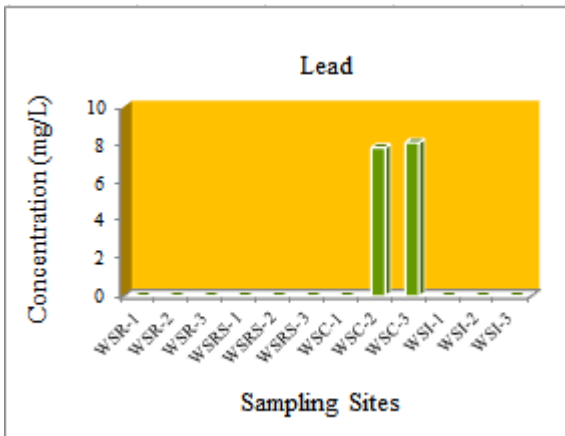 Lead
Concentration (mg/L)
10
8
6
4
2
0
WSR-1
WSR-2
WSR-3
WSRS-1
WSRS-2
WSRS-3
WSC-1
WSC-2
WSC-3
WSI-1
WSI-2
WSI-3
Sampling Sites